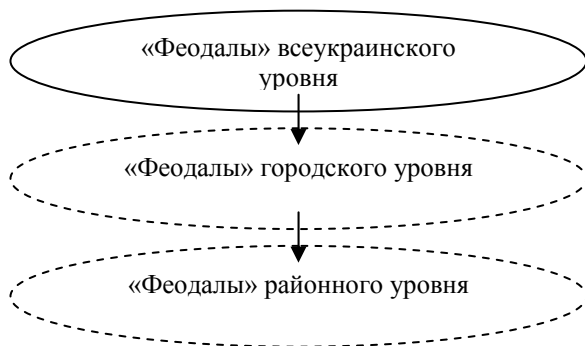 «Феодалы» всеукраинского
уровня
«Феодалы» городского уровня
«Феодалы» районного уровня